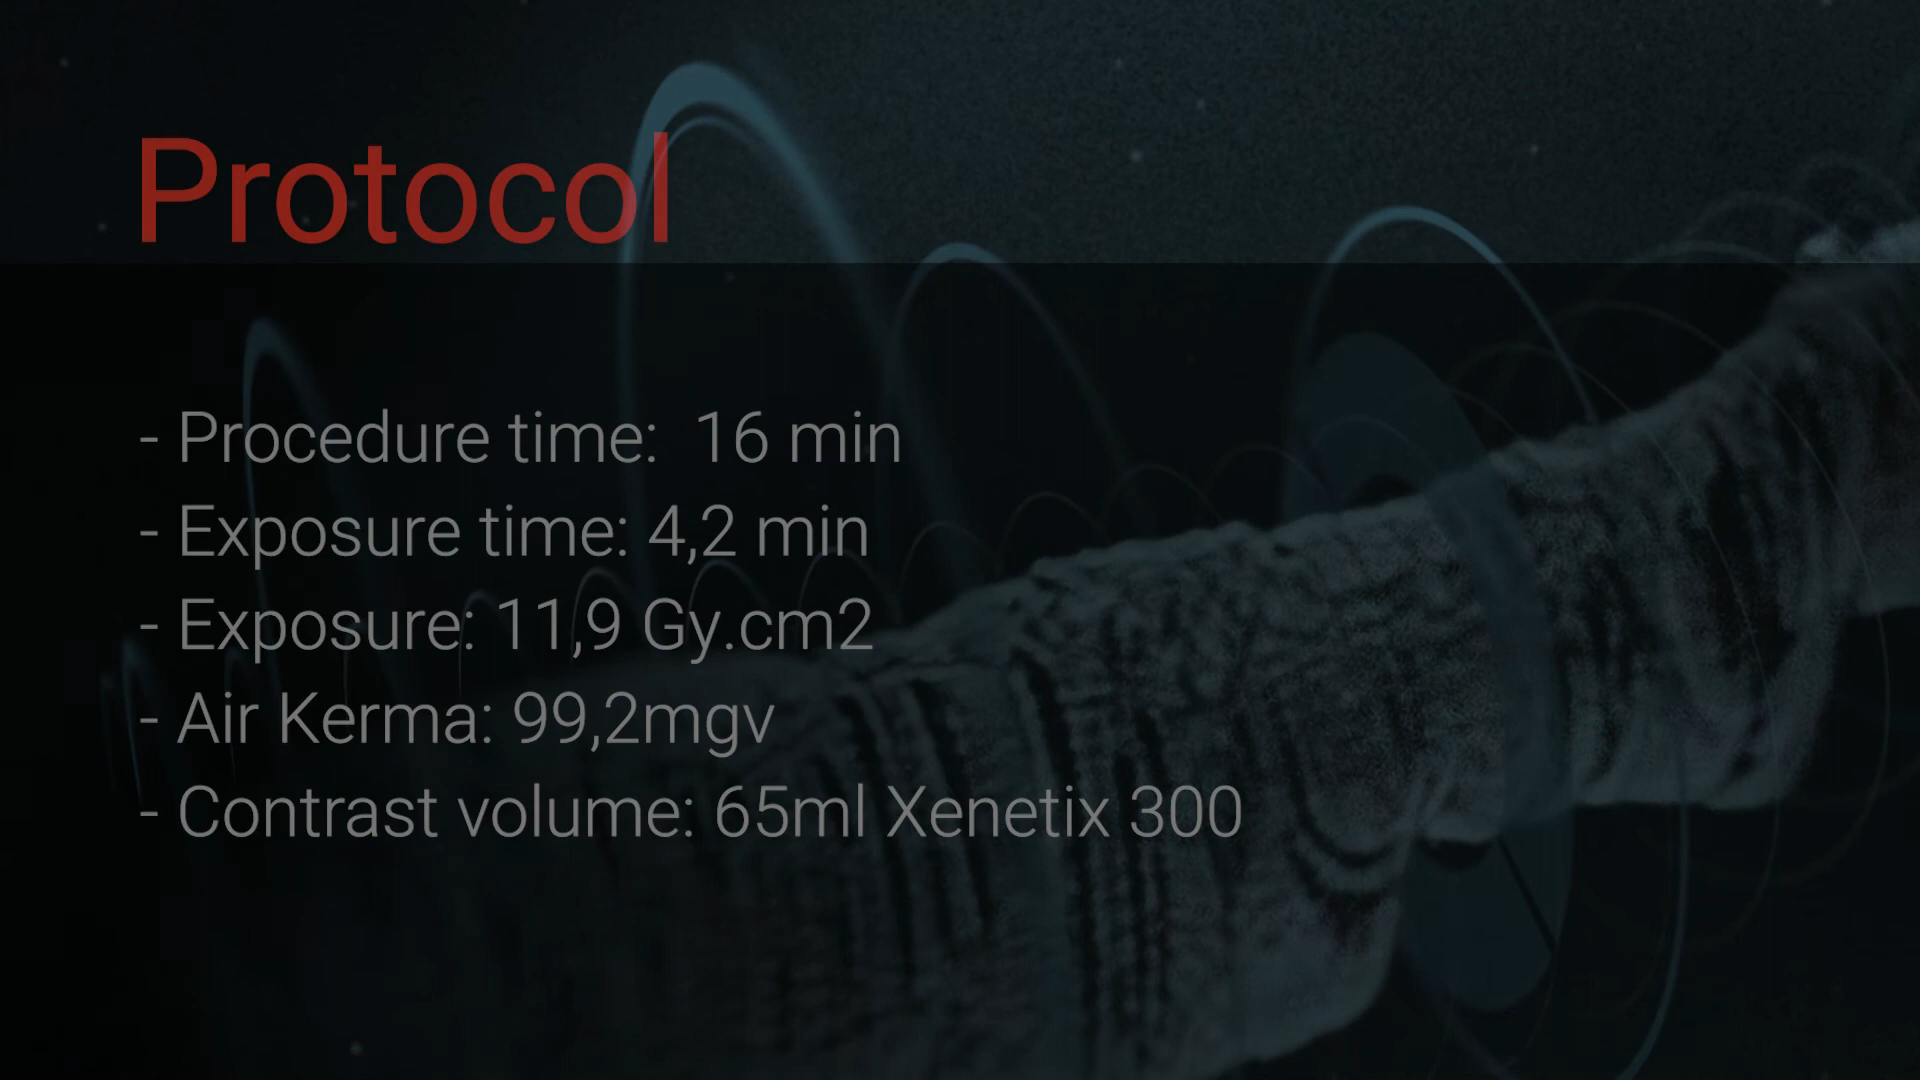 Protocol
- Procedure time:  16 min
- Exposure time: 4,2 min
- Exposure: 11,9 Gy.cm2
- Air Kerma: 99,2mgv
- Contrast volume: 65ml Xenetix 300